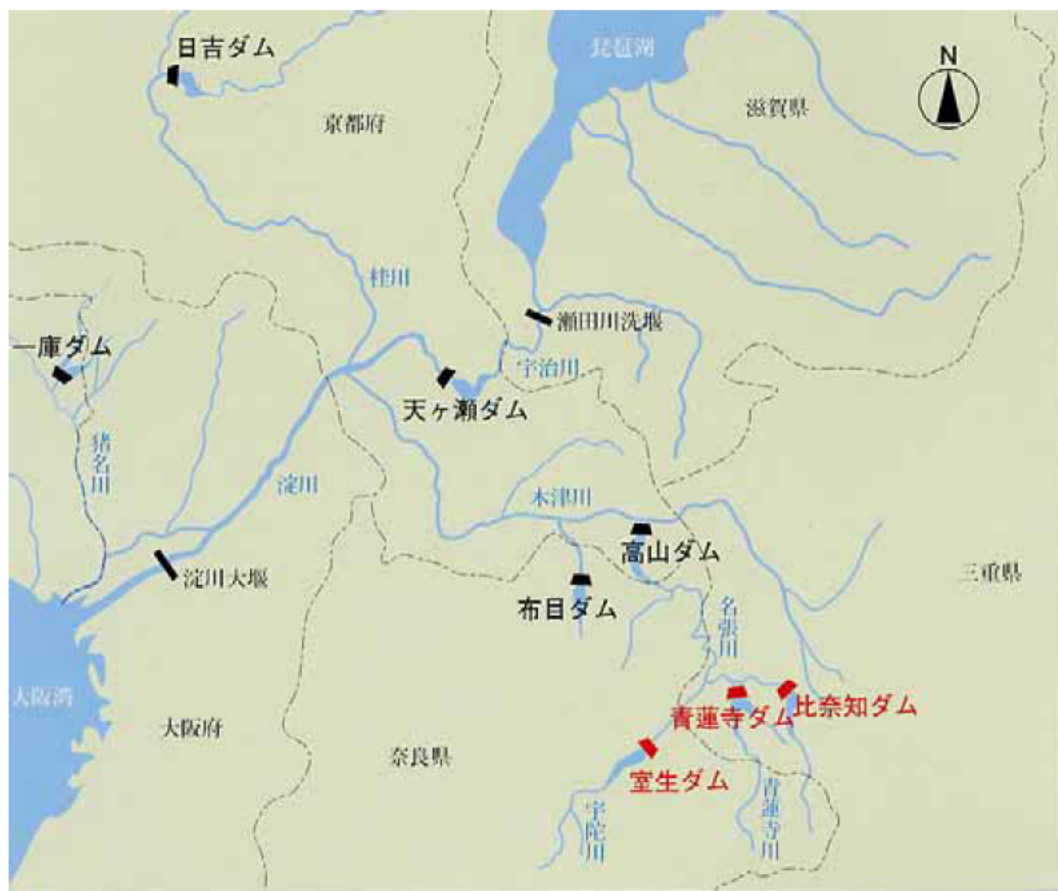 日吉ダム
琵琶湖
N
滋賀県
京都府
桂川
瀬田川洗堰
一庫ダム
宇治川
天ヶ瀬ダム
猪名川
淀川
木津川
高山ダム
淀川大堰
布目ダム
三重県
名張川
大阪湾
大阪府
奈良県
青蓮寺ダム
比奈知ダム
室生ダム
宇陀川
青蓮寺川